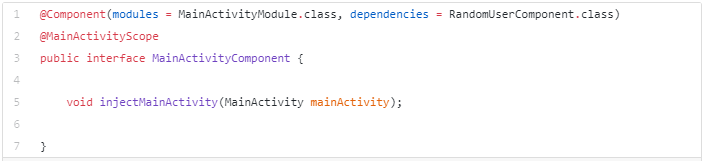 1 @Component(modules = MainActivityModule.class, dependencies = RandomUserComponent.class)
2 @MainActivityScope
3 public interface MainActivityComponent {
4
5     void injectMainActivity(MainActivity mainActivity);
6
7 }